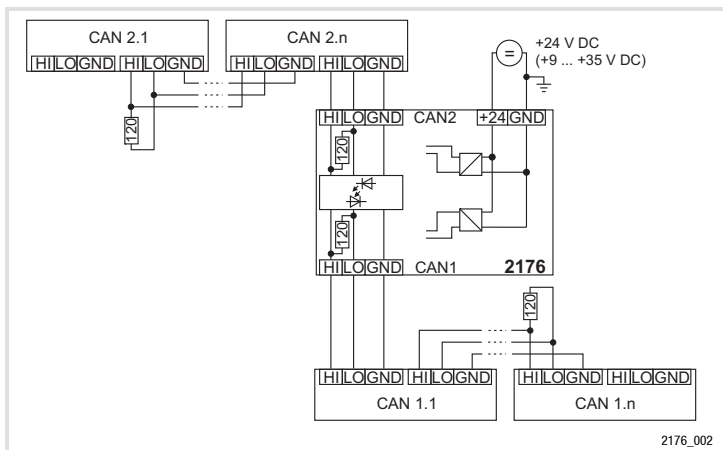 CAN 2.1
CAN 2.n
+24 V DC
(+9 ... +35 V DC)
=
HI LO GND HI LO GND
HI LO GND HI LO GND
120
HI LO GND CAN2 +24 GND
120
120
HI LO GND CAN1 2176
120
HI LO GND HI LO GND
HI LO GND HI LO GND
CAN 1.1
CAN 1.n
2176_002